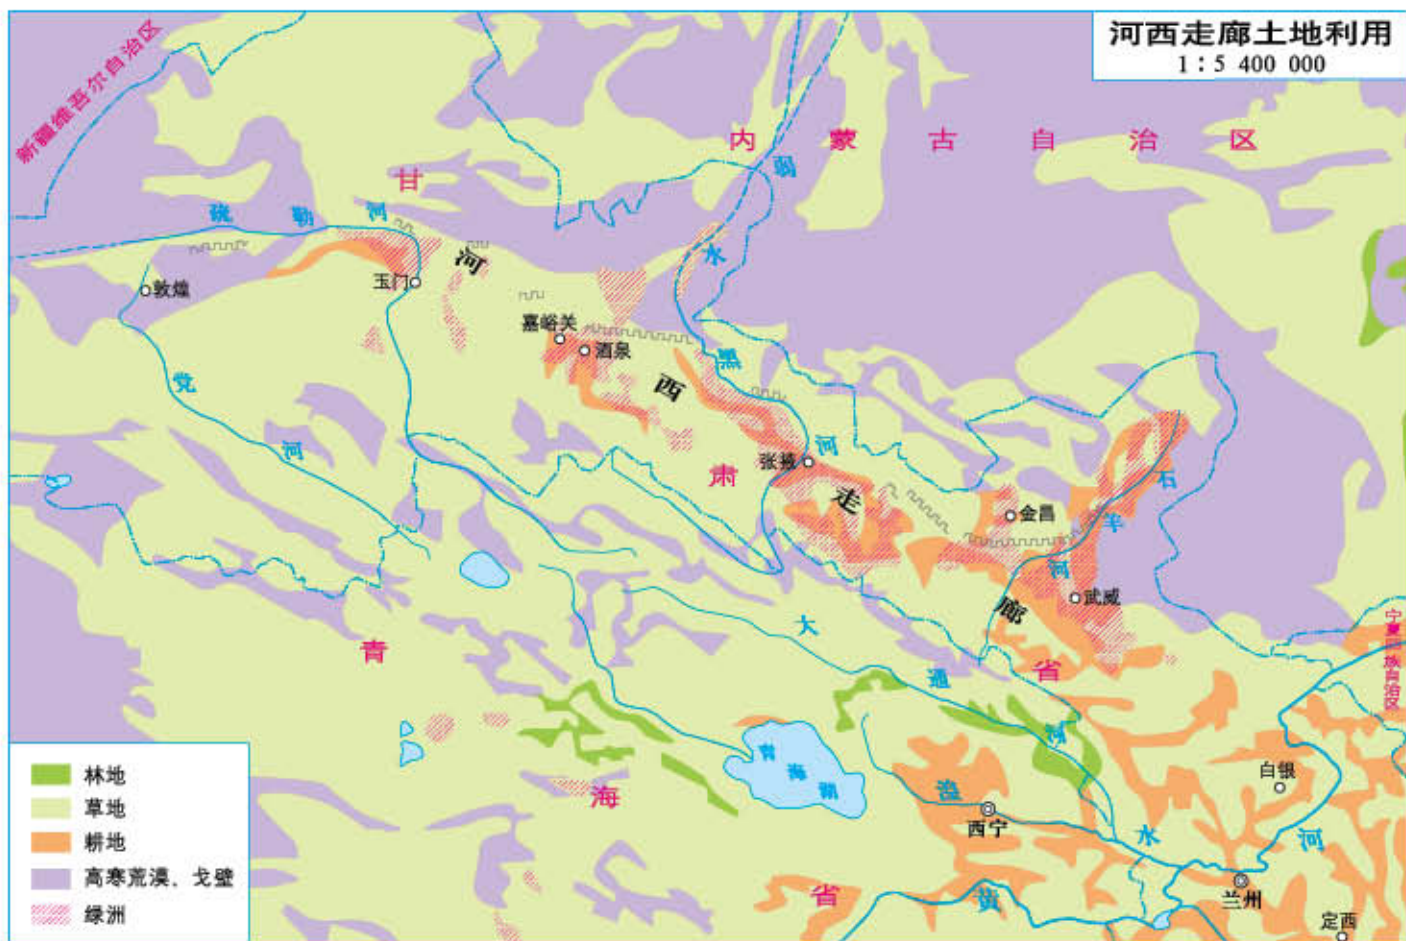 河西走廊土地利用
1：5 400 000
新疆维吾尔自治区
内蒙古自治区
甘
肃
省
疏勒河
弱水
河
西
走
廊
玉门
敦煌
嘉峪关
酒泉
黑河
党河
张掖
金昌
石羊河
武威
宁夏回族自治区
大通河
青
海
省
青海湖
湟水
西宁
白银
黄河
兰州
定西
林地
草地
耕地
高寒荒漠、戈壁
绿洲